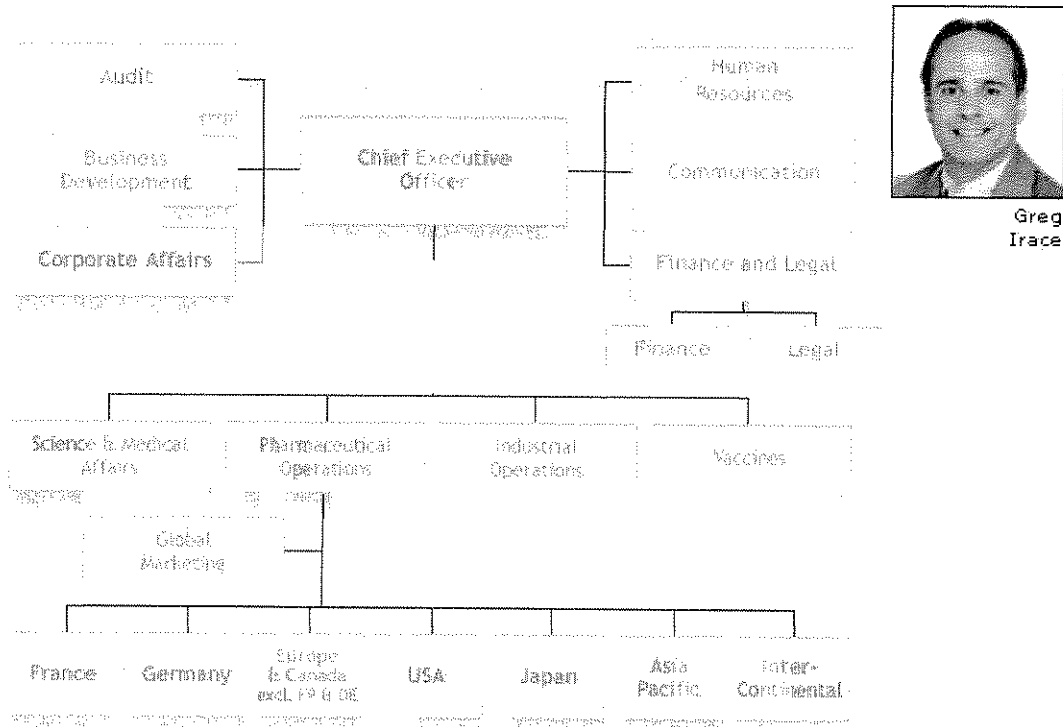 Audit
Human
Resources
Business
Development
Chief Executive
Officer
Communication
Greg
Irace
Corporate Affairs
Finance and Legal
Finance
Legal
Science & Medical
Affairs
Pharmaceutical
Operations
Industrial
Operations
Vaccines
Global
Marketing
France
Germany
Europe
& Canada
excl. FR & DE
USA
Japan
Asia
Pacific
Inter-
Continental